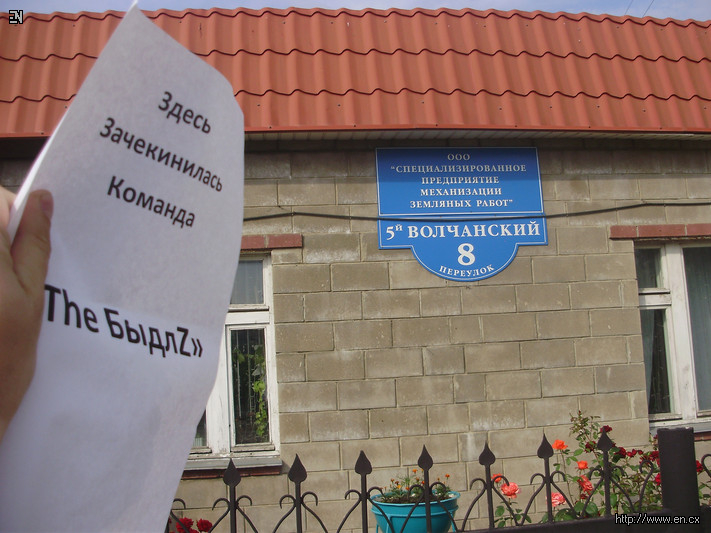 EN
Здесь
Зачекинилась
Команда
The БыдлZ»
ООО
"СПЕЦИАЛИЗИРОВАННОЕ
ПРЕДПРИЯТИЕ
МЕХАНИЗАЦИИ
ЗЕМЛЯНЫХ РАБОТ"
5й ВОЛЧАНСКИЙ
8
ПЕРЕУЛОК
http://www.en.cx